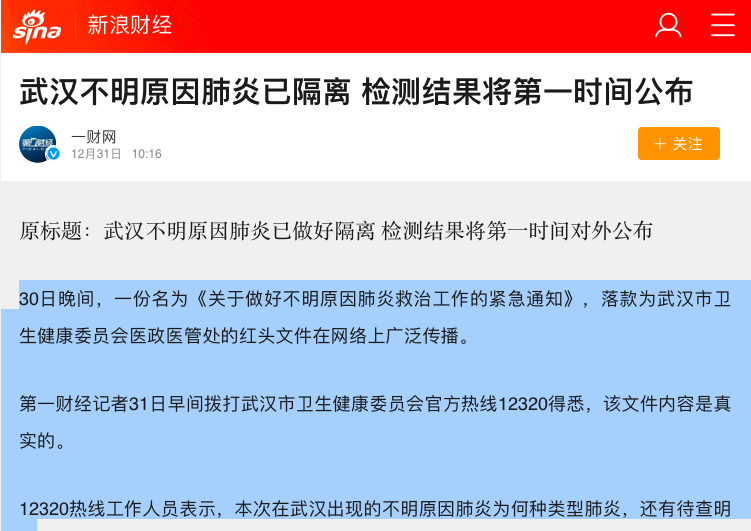 sina
新浪财经
武汉不明原因肺炎已隔离 检测结果将第一时间公布
一财网
12月31日 10:16
+ 关注
原标题：武汉不明原因肺炎已做好隔离 检测结果将第一时间对外公布
30日晚间，一份名为《关于做好不明原因肺炎救治工作的紧急通知》，落款为武汉市卫
生健康委员会医政医管处的红头文件在网络上广泛传播。
第一财经记者31日早间拨打武汉市卫生健康委员会官方热线12320得悉，该文件内容是真
实的。
12320热线工作人员表示，本次在武汉出现的不明原因肺炎为何种类型肺炎，还有待查明